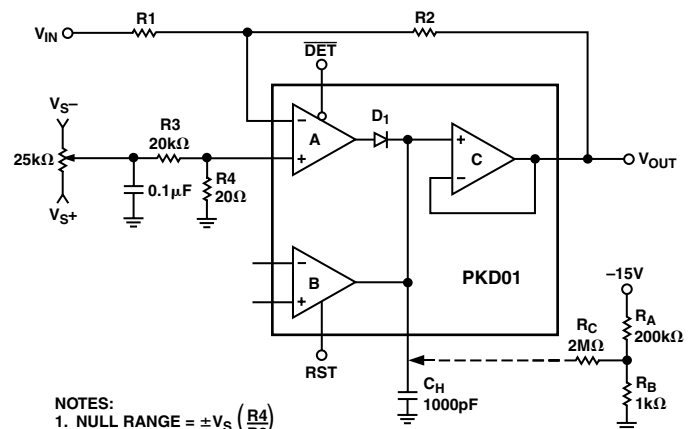 VIN
R1
R2
DET
VS–
25kΩ
VS+
R3
20kΩ
0.1μF
R4
20Ω
–
A
+
D1
+
C
–
VOUT
–
B
+
PKD01
RST
–15V
RA
200kΩ
RC
2MΩ
RB
1kΩ
CH
1000pF
NOTES:
1. NULL RANGE = ±VS (R4